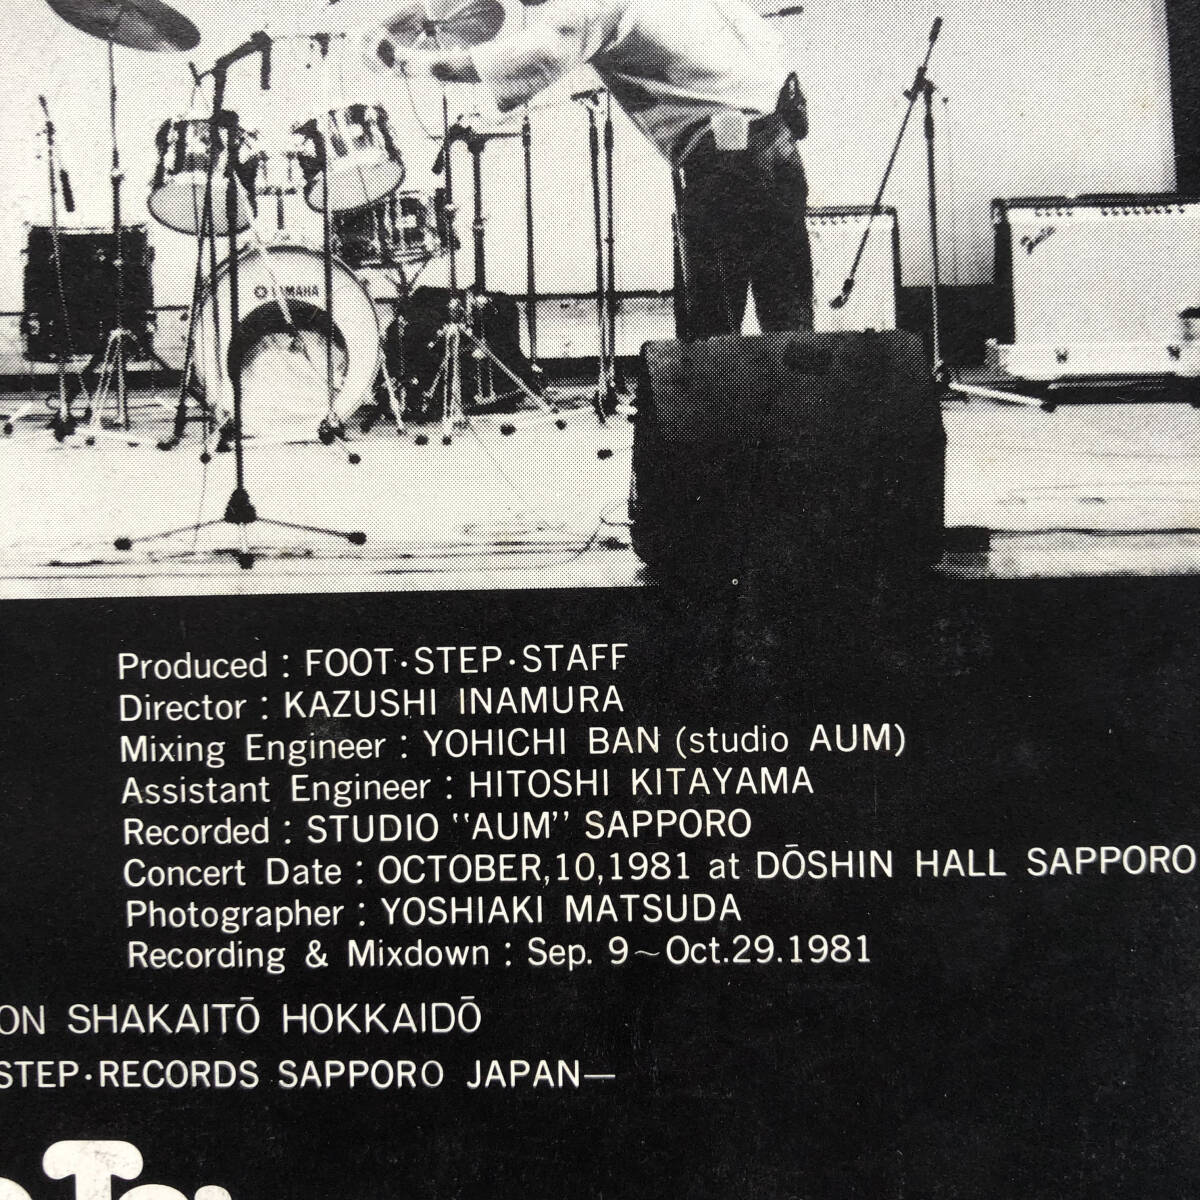 YAMAHA
Fender
Produced : FOOT·STEP·STAFF
Director : KAZUSHI INAMURA
Mixing Engineer : YOHICHI BAN (studio AUM)
Assistant Engineer : HITOSHI KITAYAMA
Recorded : STUDIO "AUM" SAPPORO
Concert Date : OCTOBER,10,1981 at DŌSHIN HALL SAPPORO
Photographer : YOSHIAKI MATSUDA
Recording & Mixdown : Sep. 9~Oct.29.1981
ON SHAKAITŌ HOKKAIDŌ
STEP·RECORDS SAPPORO JAPAN—